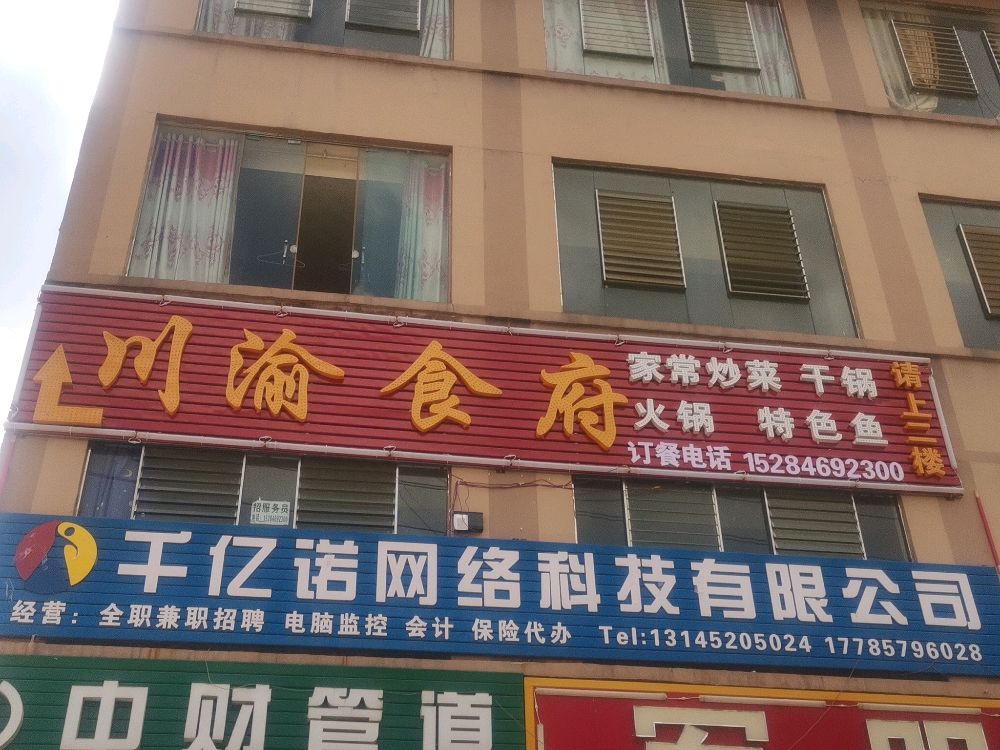 川渝食府
家常炒菜 干锅
火锅 特色鱼
订餐电话 15284692300
请上二楼
招服务员
千亿诺网络科技有限公司
经营：全职兼职招聘 电脑监控 会计 保险代办 Tel:13145205024 17785796028
中财管道